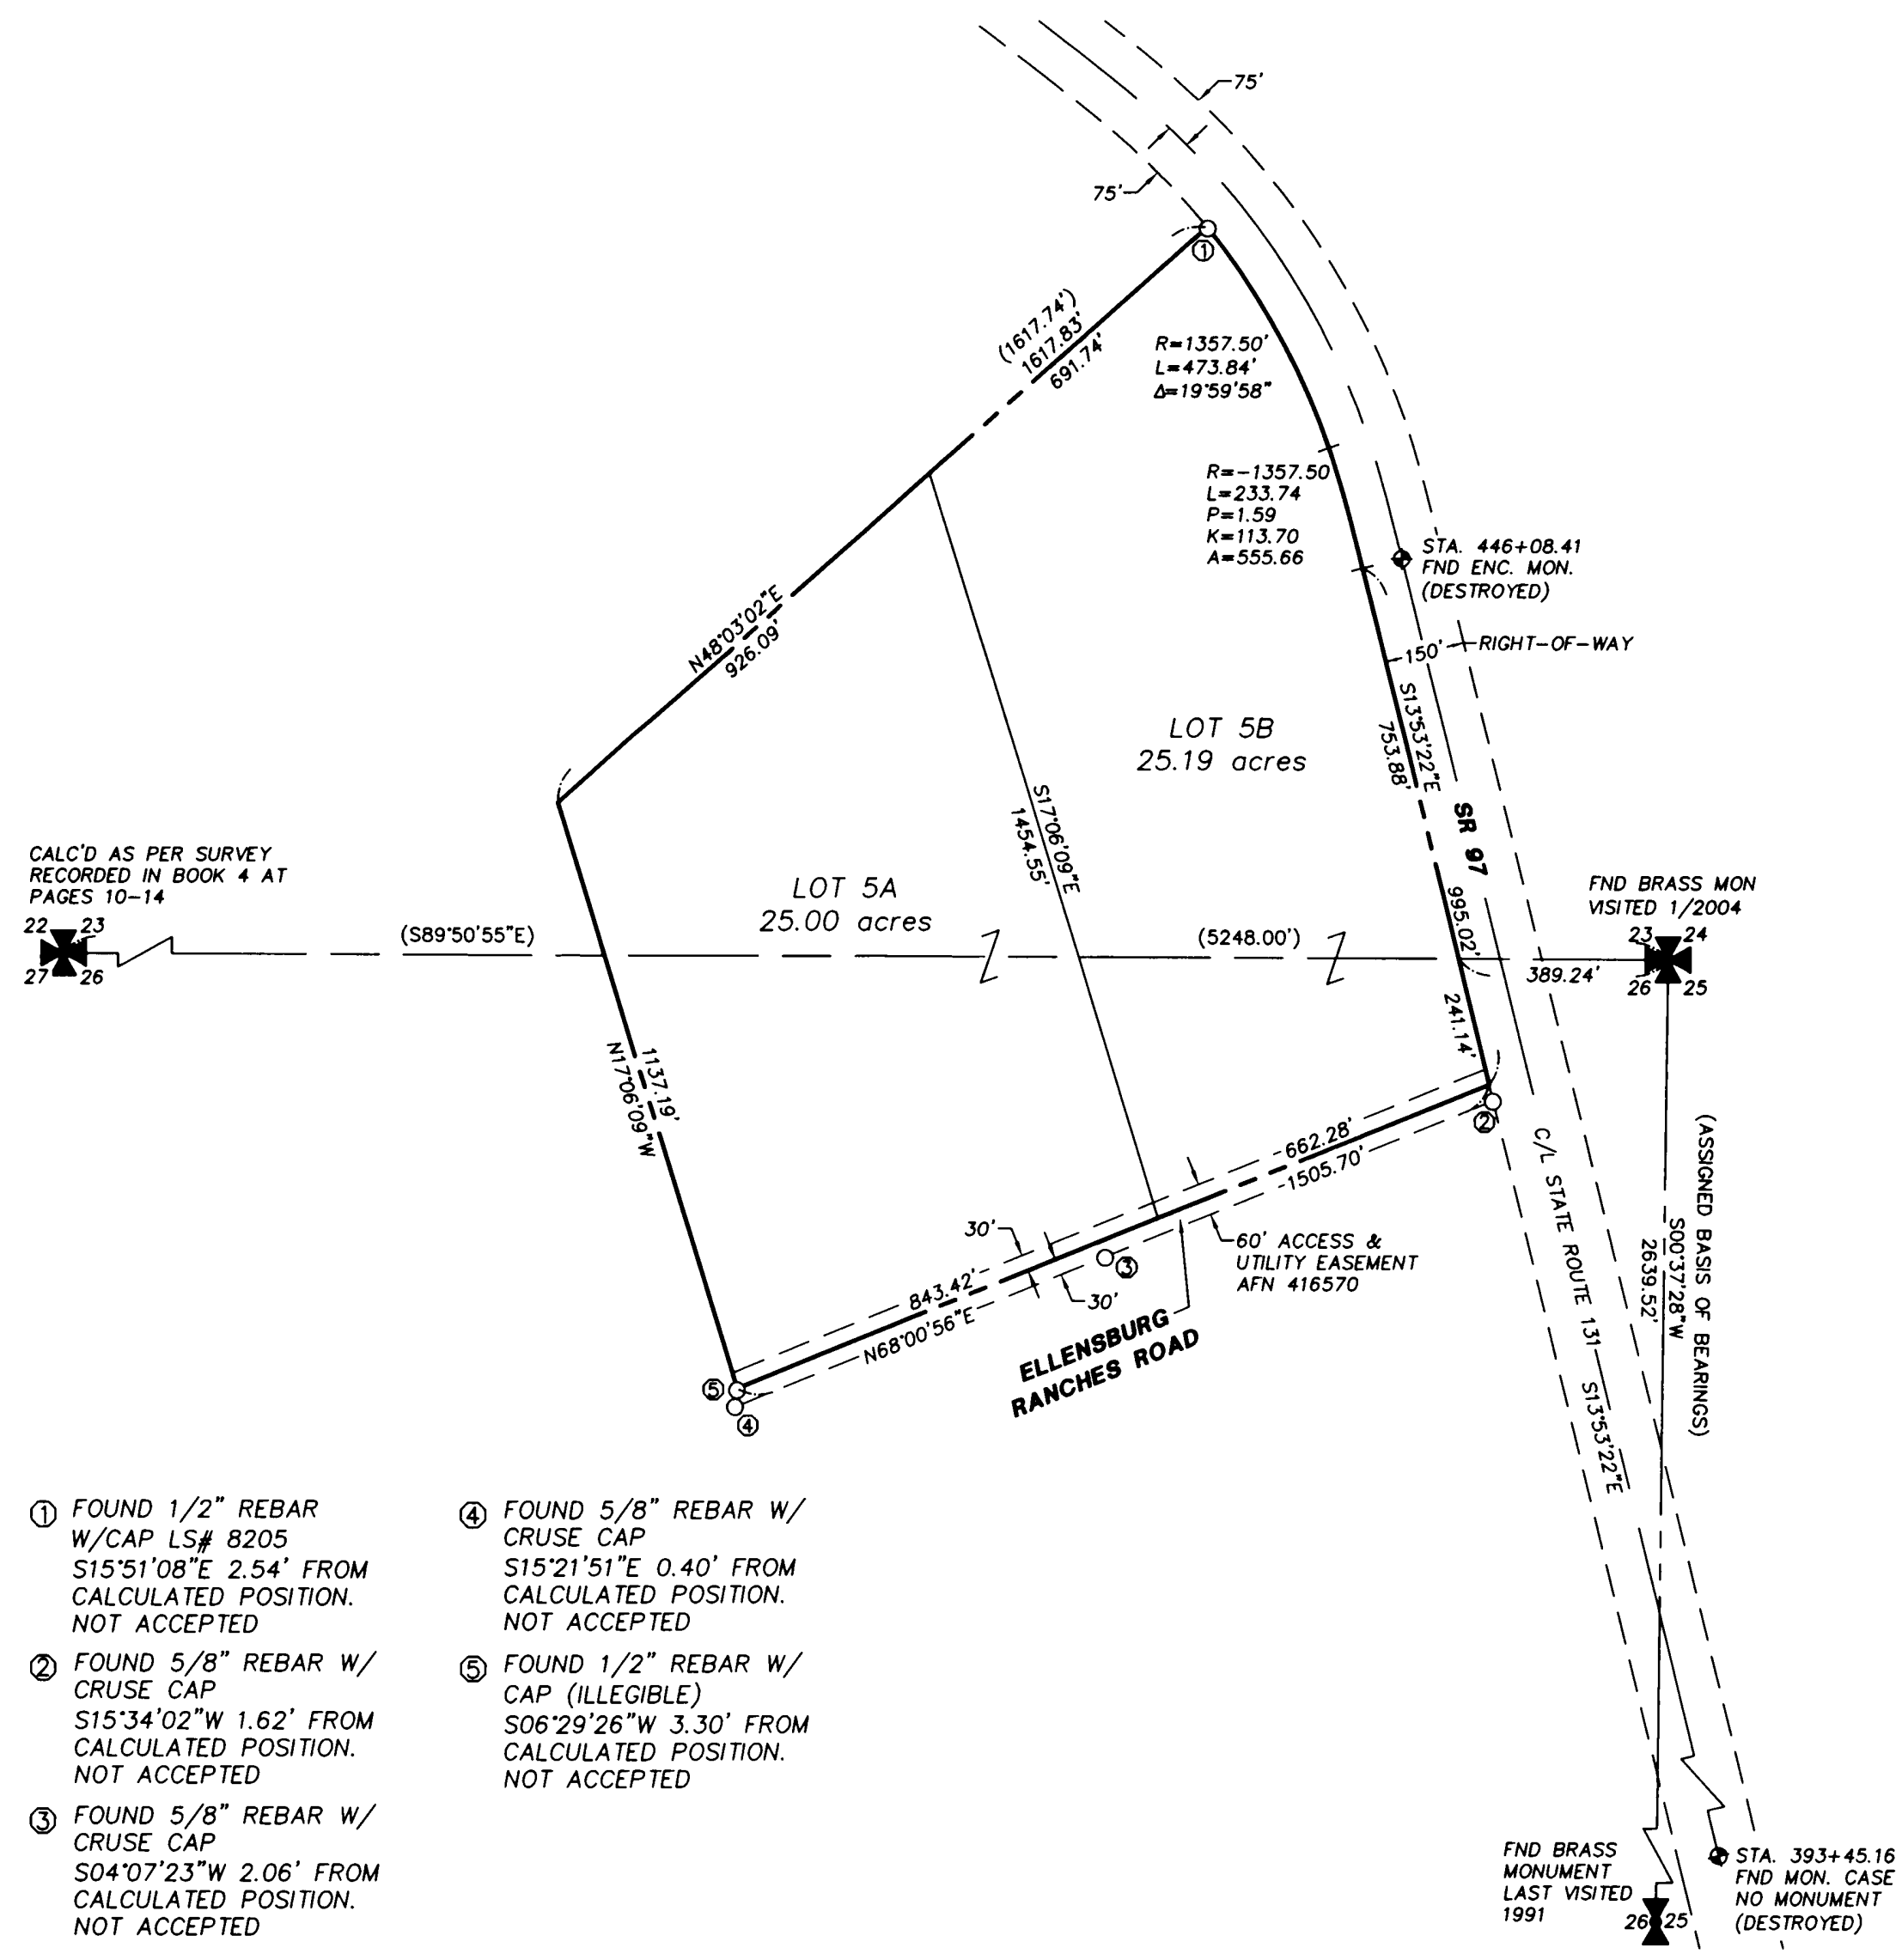 75'
75'
①
(1617.74')
1617.83'
691.74'
R=1357.50'
L=473.84'
Δ=19°59'58"
R=-1357.50
L=233.74
P=1.59
K=113.70
A=555.66
STA. 446+08.41
FND ENC. MON.
(DESTROYED)
150'
RIGHT-OF-WAY
N48°03'02"E
926.09'
S13°53'22"E
753.88'
LOT 5B
25.19 acres
SR 97
S17°06'09"E
1454.55'
CALC'D AS PER SURVEY
RECORDED IN BOOK 4 AT
PAGES 10-14
22 23
27 26
(S89°50'55"E)
LOT 5A
25.00 acres
(5248.00')
995.02'
389.24'
FND BRASS MON
VISITED 1/2004
23 24
26 25
241.14'
1137.19'
N17°06'09"W
②
662.28'
1505.70'
C/L STATE ROUTE 131
S13°53'22"E
(ASSIGNED BASIS OF BEARINGS)
S00°37'28"W
2639.52'
30'
③
30'
60' ACCESS &
UTILITY EASEMENT
AFN 416570
843.42'
N68°00'56"E
ELLENSBURG
RANCHES ROAD
⑤
④
① FOUND 1/2" REBAR
W/CAP LS# 8205
S15°51'08"E 2.54' FROM
CALCULATED POSITION.
NOT ACCEPTED
② FOUND 5/8" REBAR W/
CRUSE CAP
S15°34'02"W 1.62' FROM
CALCULATED POSITION.
NOT ACCEPTED
③ FOUND 5/8" REBAR W/
CRUSE CAP
S04°07'23"W 2.06' FROM
CALCULATED POSITION.
NOT ACCEPTED
④ FOUND 5/8" REBAR W/
CRUSE CAP
S15°21'51"E 0.40' FROM
CALCULATED POSITION.
NOT ACCEPTED
⑤ FOUND 1/2" REBAR W/
CAP (ILLEGIBLE)
S06°29'26"W 3.30' FROM
CALCULATED POSITION.
NOT ACCEPTED
FND BRASS
MONUMENT
LAST VISITED
1991
26 25
STA. 393+45.16
FND MON. CASE
NO MONUMENT
(DESTROYED)